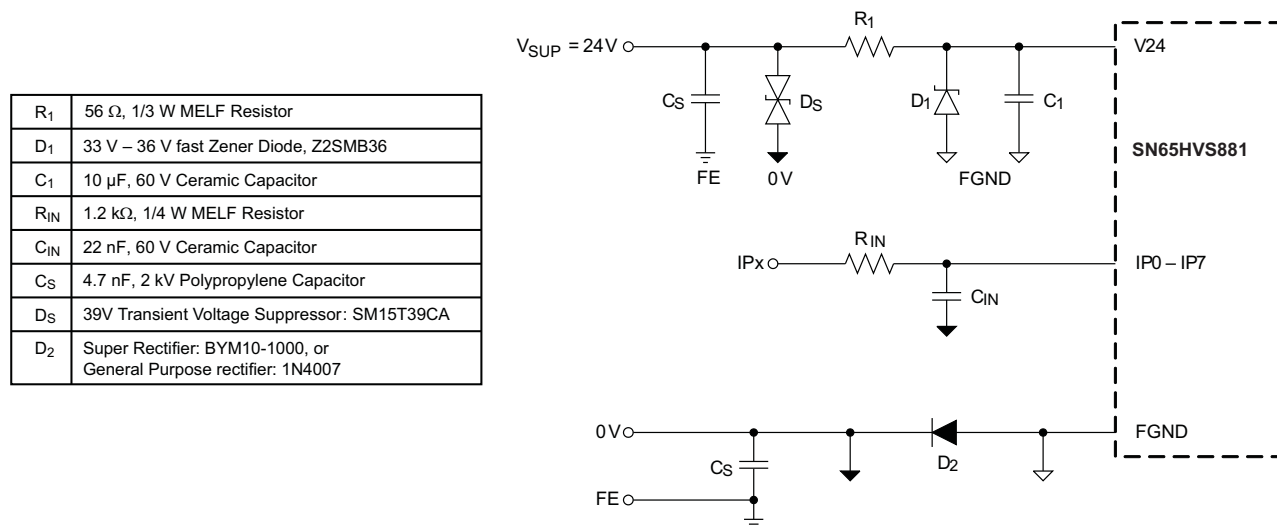 R1 56 Ω, 1/3 W MELF Resistor
D1 33 V – 36 V fast Zener Diode, Z2SMB36
C1 10 µF, 60 V Ceramic Capacitor
RIN 1.2 kΩ, 1/4 W MELF Resistor
CIN 22 nF, 60 V Ceramic Capacitor
CS 4.7 nF, 2 kV Polypropylene Capacitor
DS 39V Transient Voltage Suppressor: SM15T39CA
D2 Super Rectifier: BYM10-1000, or
General Purpose rectifier: 1N4007
R1
VSUP = 24V
V24
CS
DS
D1
C1
SN65HVS881
FE
0V
FGND
RIN
IPx
IP0 – IP7
CIN
0V
FGND
CS
D2
FE